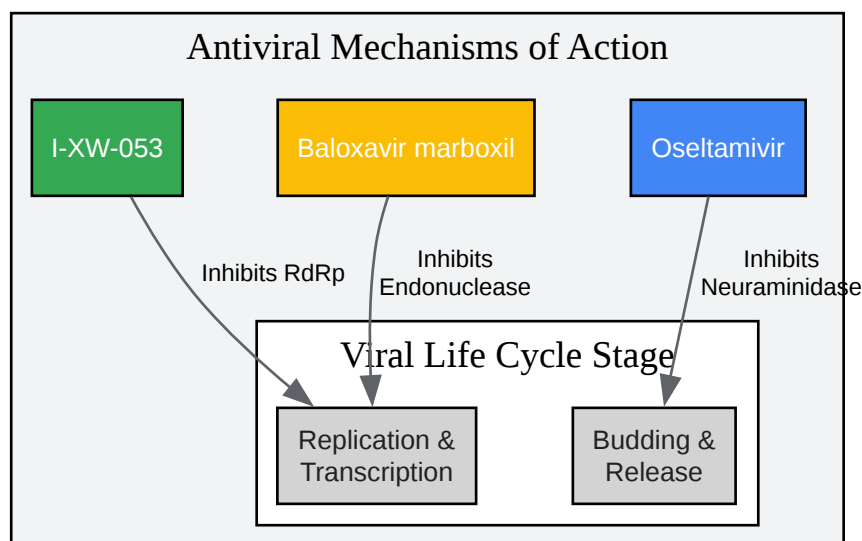 Antiviral Mechanisms of Action
I-XW-053
Baloxavir marboxil
Oseltamivir
Inhibits RdRp
Inhibits
Endonuclease
Inhibits
Neuraminidase
Viral Life Cycle Stage
Replication &
Transcription
Budding &
Release